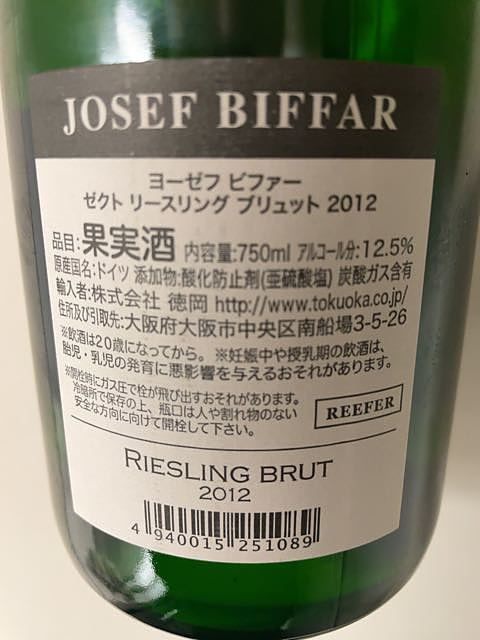 JOSEF BIFFAR
ヨーゼフ ビファー
ゼクト リースリング ブリュット 2012
品目:果実酒 内容量:750ml アルコール分:12.5%
原産国名:ドイツ 添加物:酸化防止剤(亜硫酸塩) 炭酸ガス含有
輸入者:株式会社 徳岡 http://www.tokuoka.co.jp/
住所及び引取先:大阪府大阪市中央区南船場3-5-26
※飲酒は20歳になってから。※妊娠中や授乳期の飲酒は、
胎児・乳児の発育に悪影響を与えるおそれがあります。
※開栓時にガス圧で栓が飛び出すおそれがあります。
冷暗所で保存の上、瓶口は人や割れ物のない
安全な方向に向けて開栓して下さい。
REEFER
RIESLING BRUT
2012
4 940015 251089